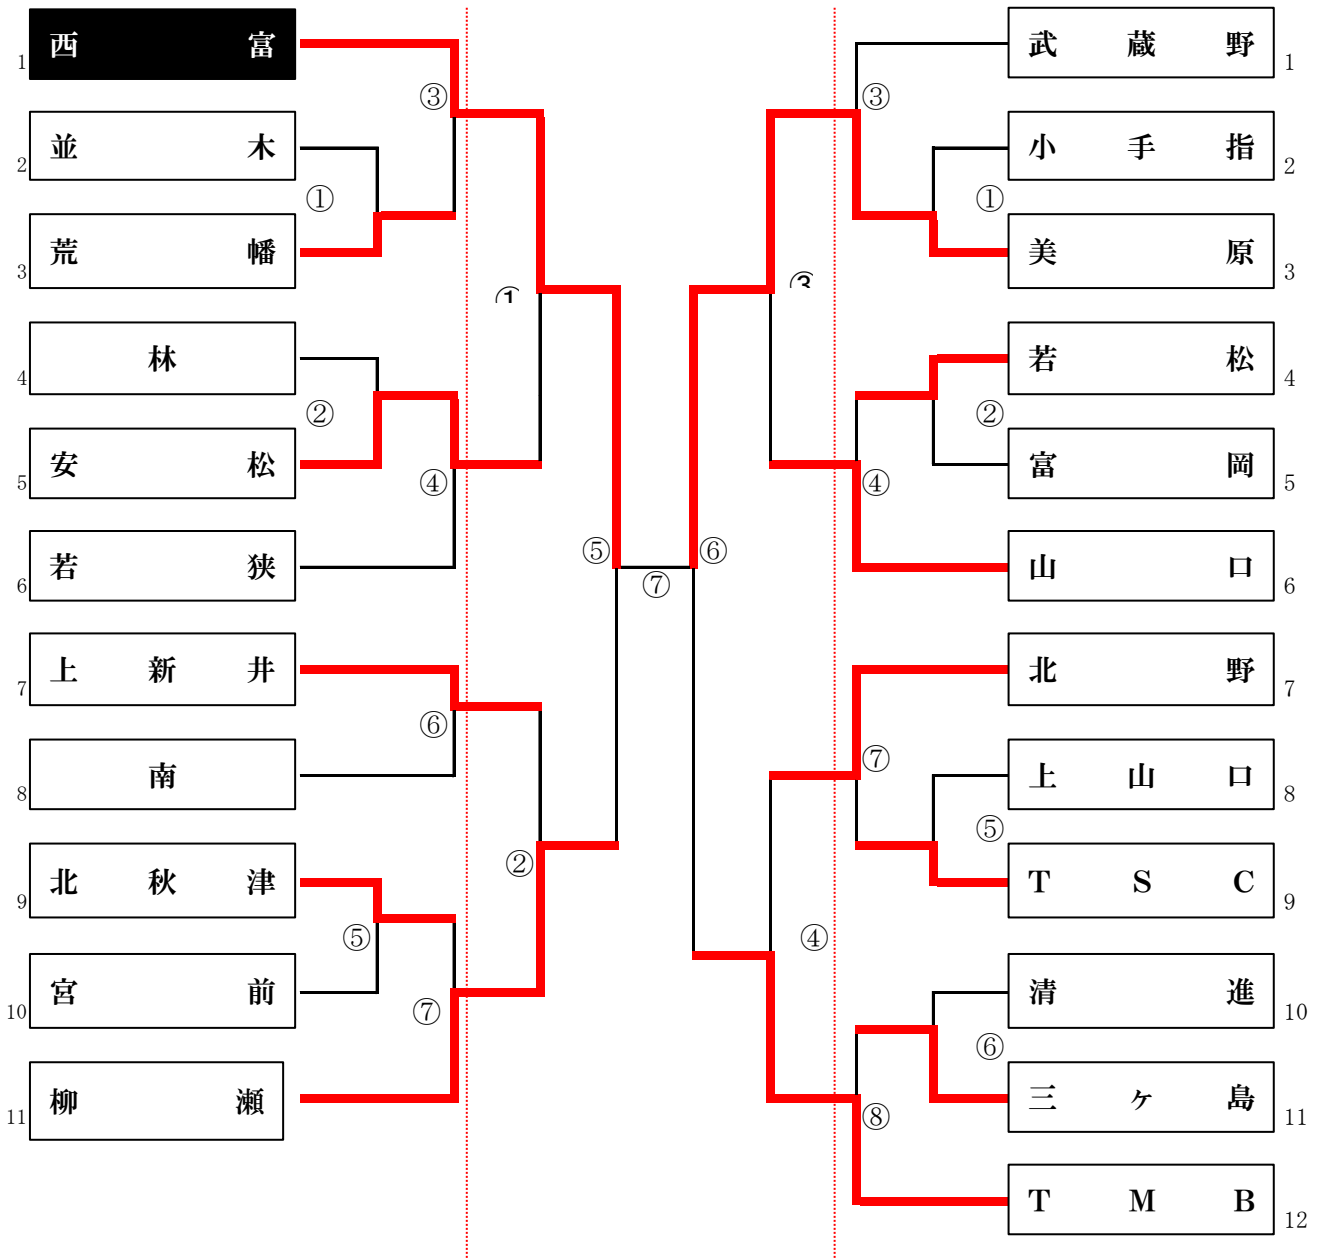 1 西富
2 並木
3 荒幡
4 林
5 安松
6 若狭
7 上新井
8 南
9 北秋津
10 宮前
11 柳瀬
③
①
②
④
⑥
⑤
⑦
①
②
⑤
⑦
⑥
③
④
③
①
②
④
⑦
⑤
⑥
⑧
武蔵野 1
小手指 2
美原 3
若松 4
富岡 5
山口 6
北野 7
上山口 8
TSC 9
清進 10
三ヶ島 11
TMB 12